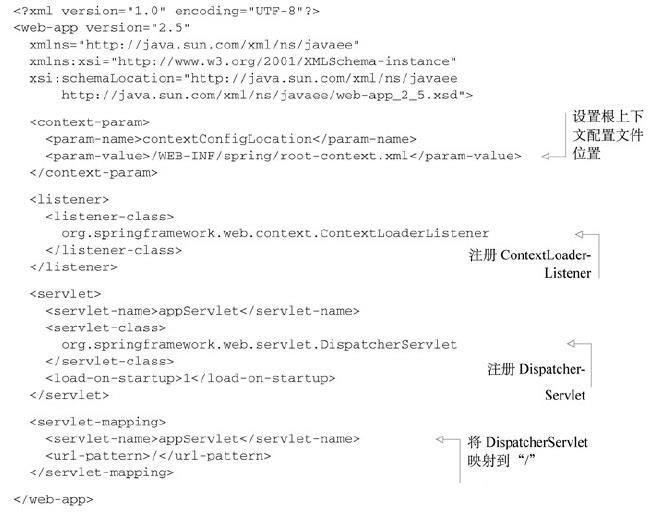 <?xml version="1.0" encoding="UTF-8"?>
<web-app version="2.5"
xmlns="http://java.sun.com/xml/ns/javaee"
xmlns:xsi="http://www.w3.org/2001/XMLSchema-instance"
xsi:schemaLocation="http://java.sun.com/xml/ns/javaee
http://java.sun.com/xml/ns/javaee/web-app_2_5.xsd">
<context-param>
<param-name>contextConfigLocation</param-name>
<param-value>/WEB-INF/spring/root-context.xml</param-value>
</context-param>
设置根上下
文配置文件
位置
<listener>
<listener-class>
org.springframework.web.context.ContextLoaderListener
</listener-class>
</listener>
注册 ContextLoader-
Listener
<servlet>
<servlet-name>appServlet</servlet-name>
<servlet-class>
org.springframework.web.servlet.DispatcherServlet
</servlet-class>
<load-on-startup>1</load-on-startup>
</servlet>
注册 Dispatcher-
Servlet
<servlet-mapping>
<servlet-name>appServlet</servlet-name>
<url-pattern>/</url-pattern>
</servlet-mapping>
将 DispatcherServlet
映射到“/”
</web-app>